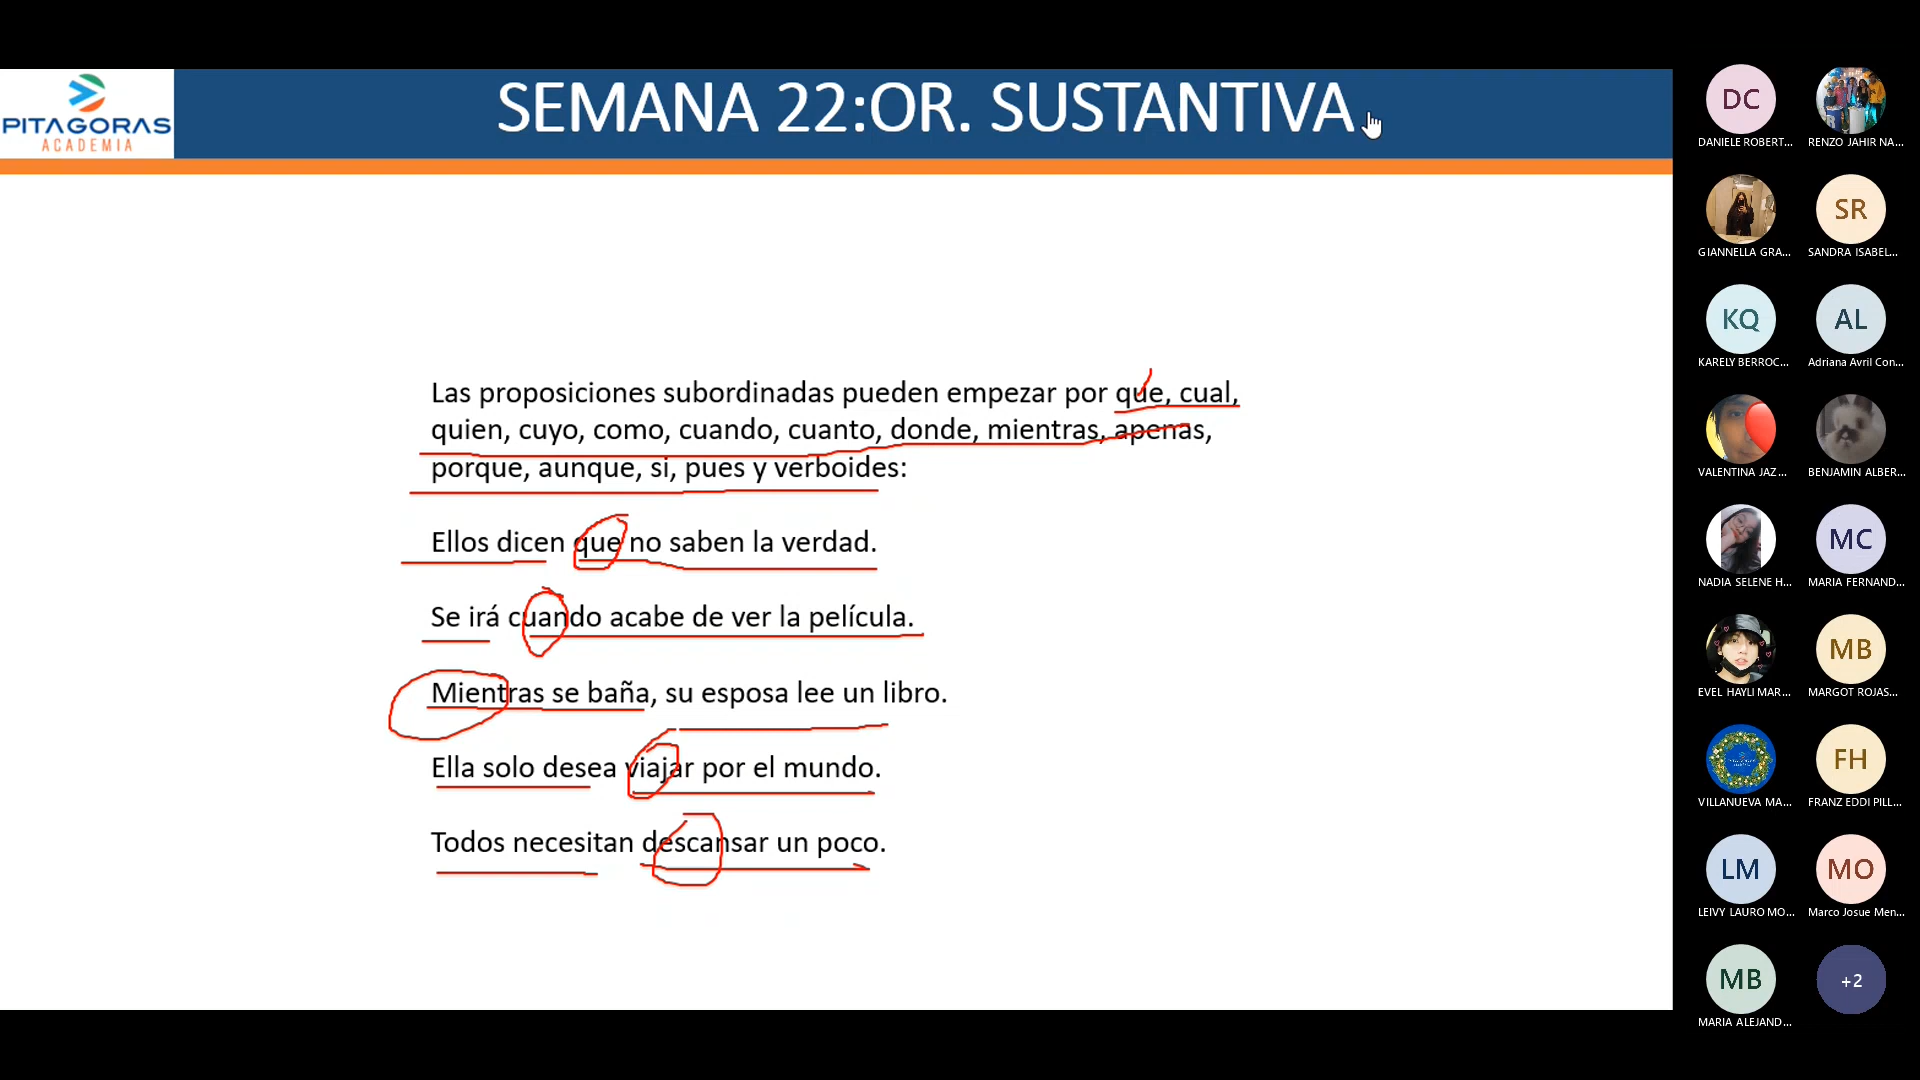 PITAGORAS
ACADEMIA
SEMANA 22:OR. SUSTANTIVA
Las proposiciones subordinadas pueden empezar por que, cual,
quien, cuyo, como, cuando, cuanto, donde, mientras, apenas,
porque, aunque, si, pues y verboides:
Ellos dicen que no saben la verdad.
Se irá cuando acabe de ver la película.
Mientras se baña, su esposa lee un libro.
Ella solo desea viajar por el mundo.
Todos necesitan descansar un poco.
DC
DANIELE ROBERT... RENZO JAHIR NA...
SR
GIANNELLA GRA... SANDRA ISABEL...
KQ AL
KARELY BERROC... Adriana Avril Con...
VALENTINA JAZ... BENJAMIN ALBER...
MC
NADIA SELENE H... MARIA FERNAND...
MB
EVEL HAYLI MAR... MARGOT ROJAS...
FH
VILLANUEVA MA... FRANZ EDDI PILL...
LM MO
LEIVY LAURO MO... Marco Josue Men...
MB +2
MARIA ALEJAND...